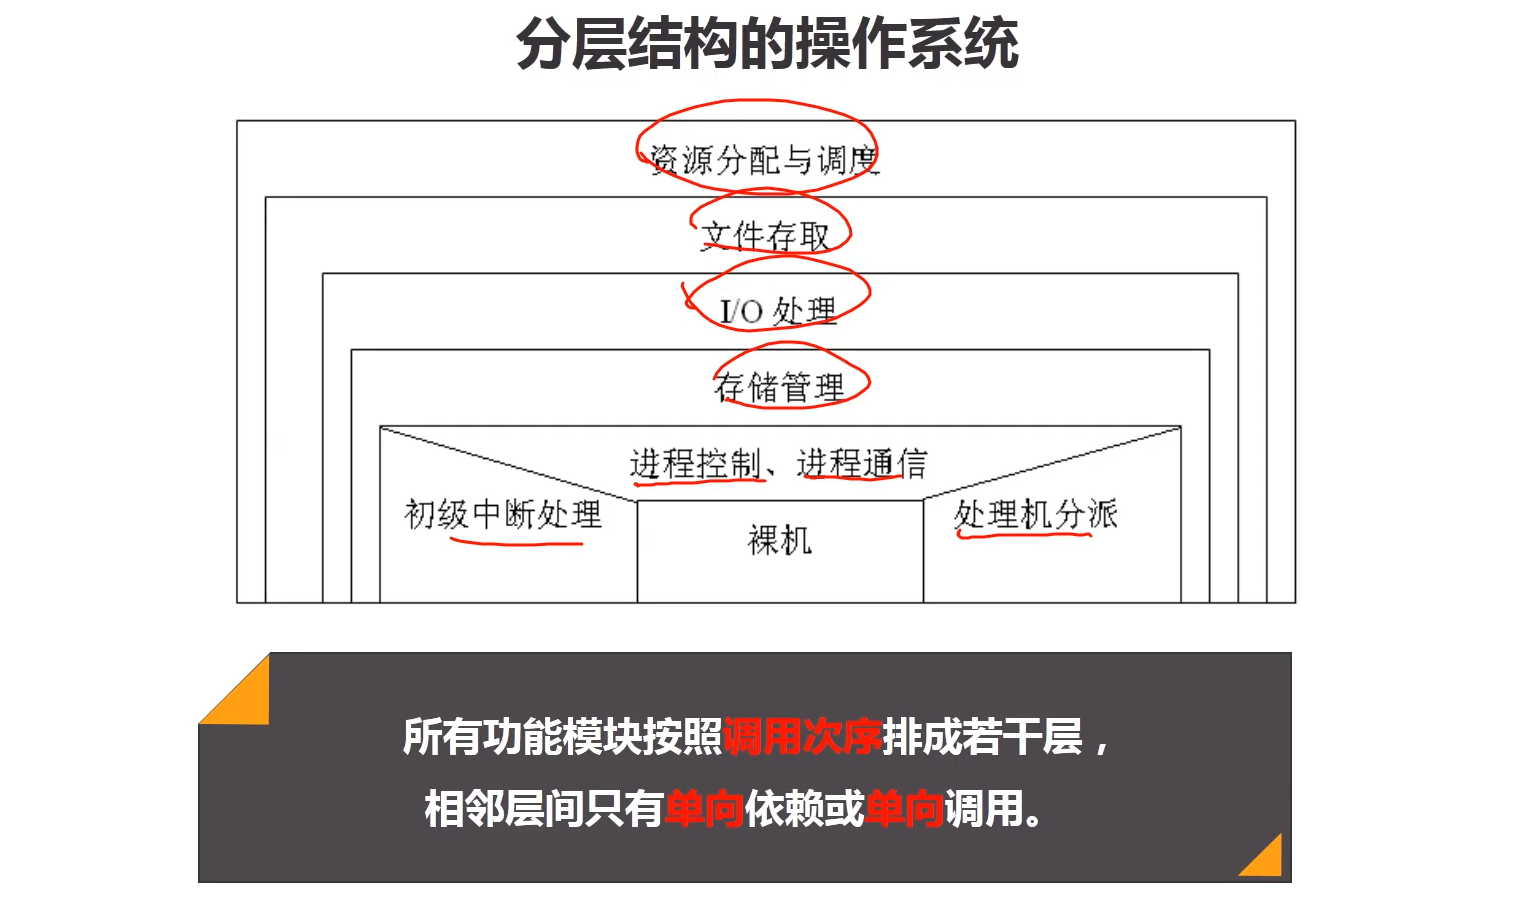 分层结构的操作系统
资源分配与调度
文件存取
I/O 处理
存储管理
进程控制、进程通信
初级中断处理
处理机分派
裸机
所有功能模块按照调用次序排成若干层，
相邻层间只有单向依赖或单向调用。